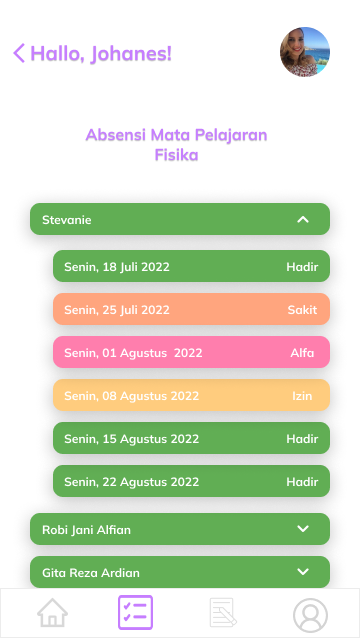 Hallo, Johanes!
Absensi Mata Pelajaran
Fisika
Stevanie
Senin, 18 Juli 2022 Hadir
Senin, 25 Juli 2022 Sakit
Senin, 01 Agustus 2022 Alfa
Senin, 08 Agustus 2022 Izin
Senin, 15 Agustus 2022 Hadir
Senin, 22 Agustus 2022 Hadir
Robi Jani Alfian
Gita Reza Ardian